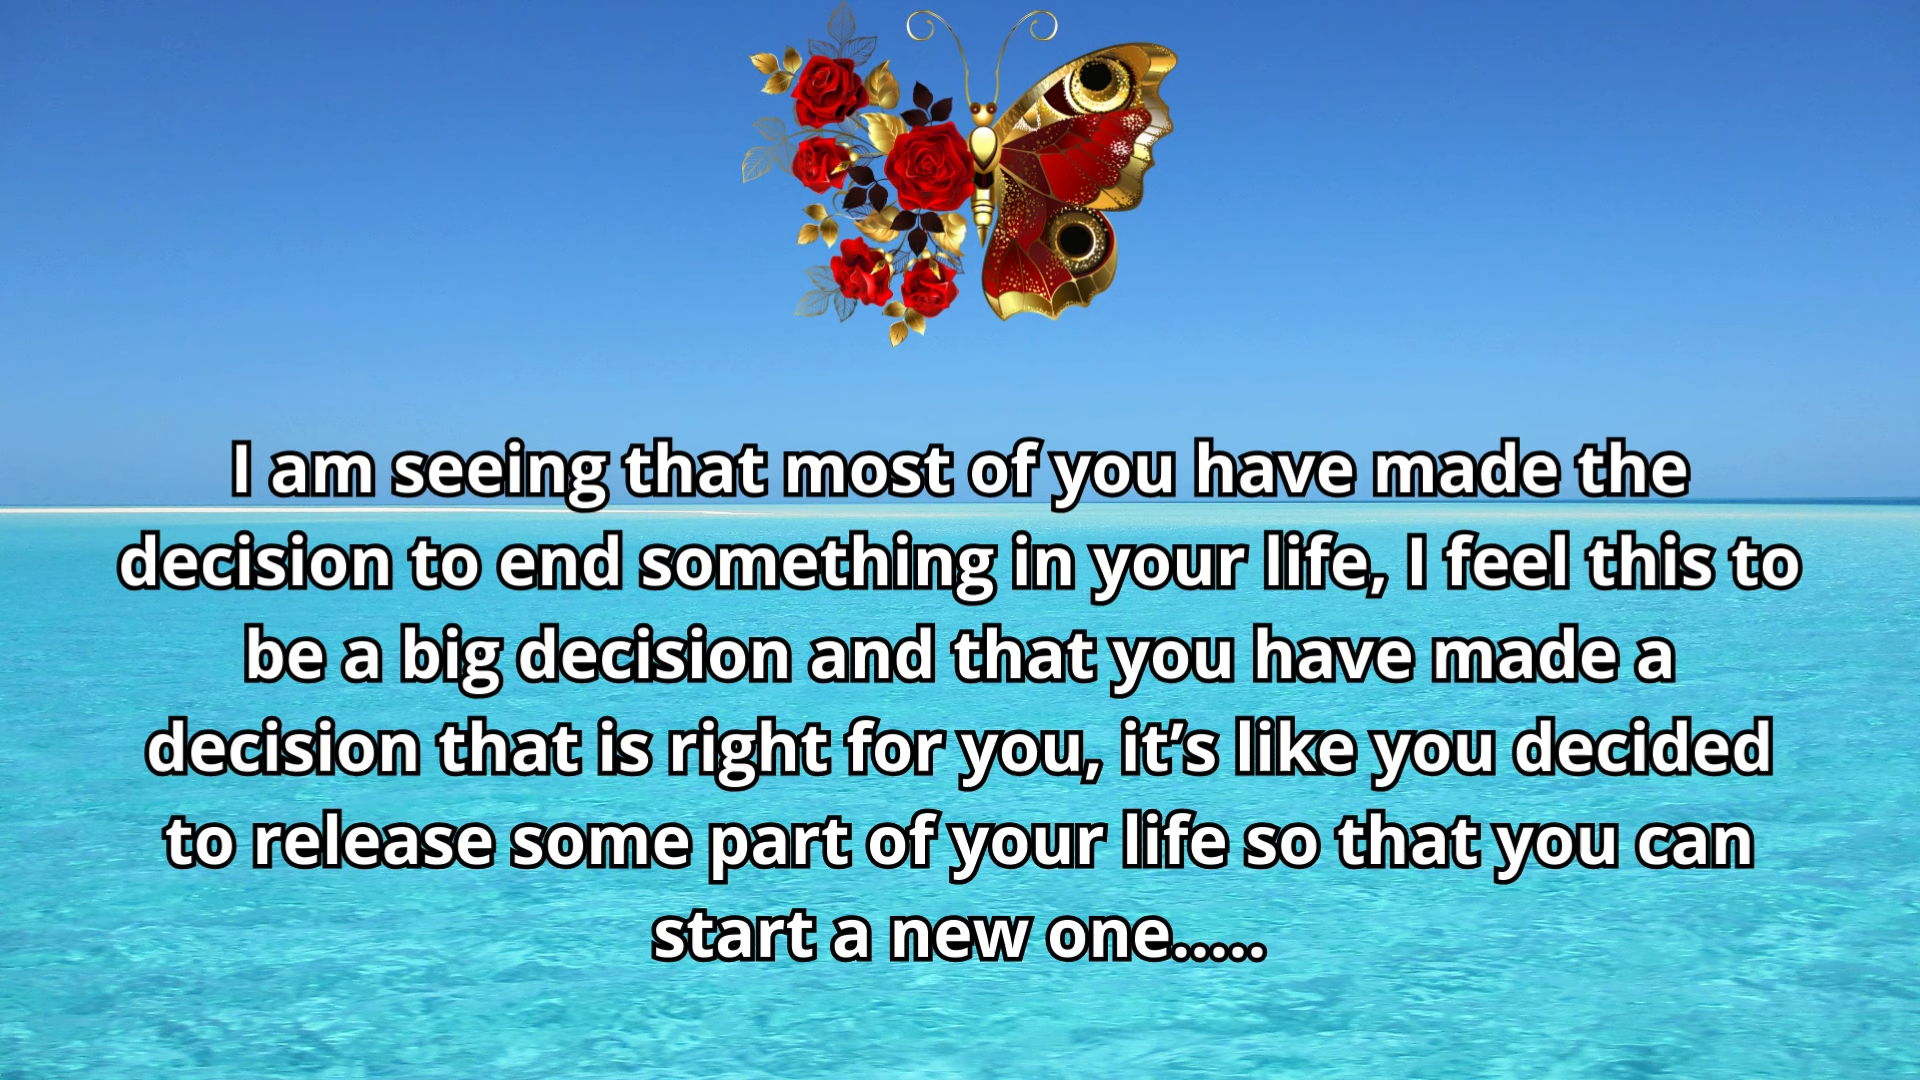 I am seeing that most of you have made the
decision to end something in your life, I feel this to
be a big decision and that you have made a
decision that is right for you, it’s like you decided
to release some part of your life so that you can
start a new one.....